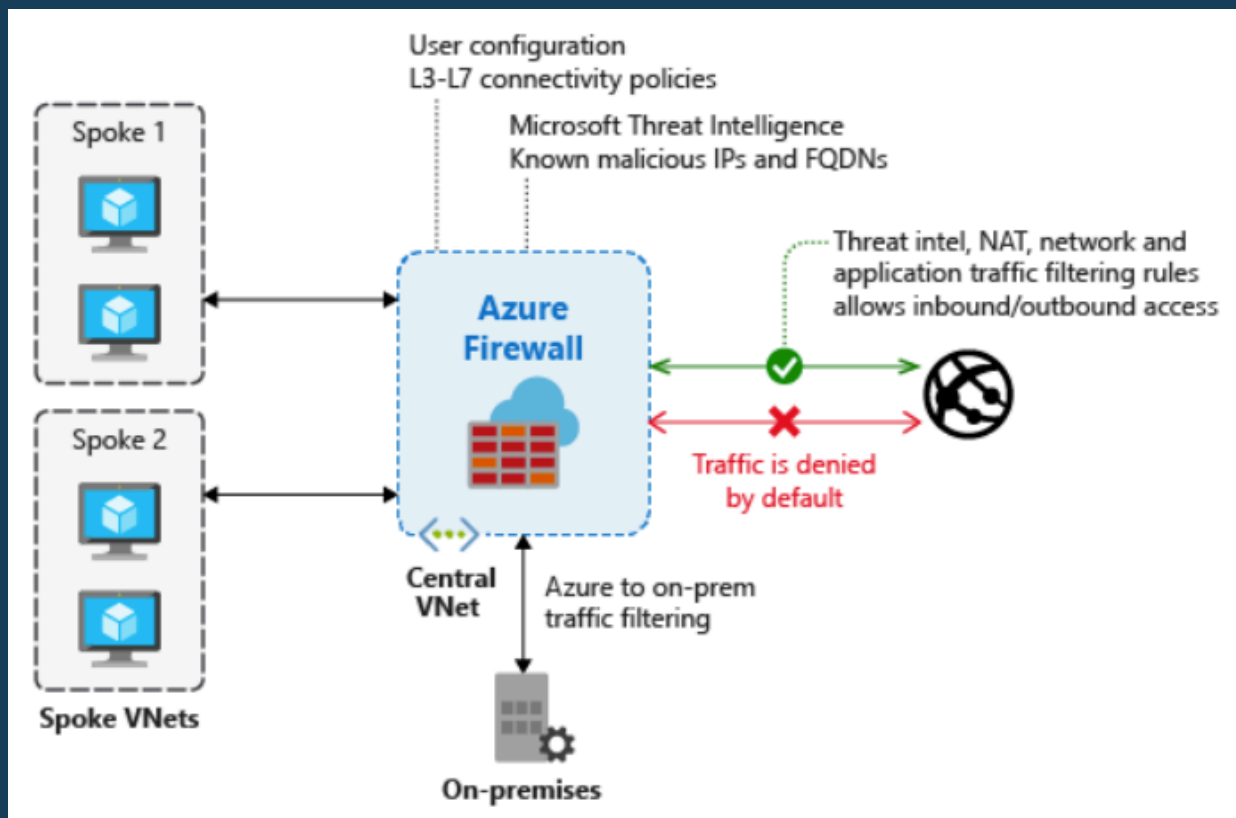 User configuration
L3-L7 connectivity policies
Microsoft Threat Intelligence
Known malicious IPs and FQDNs
Spoke 1
Threat intel, NAT, network and
application traffic filtering rules
allows inbound/outbound access
Azure
Firewall
Traffic is denied
by default
Spoke 2
Central
VNet
Azure to on-prem
traffic filtering
Spoke VNets
On-premises